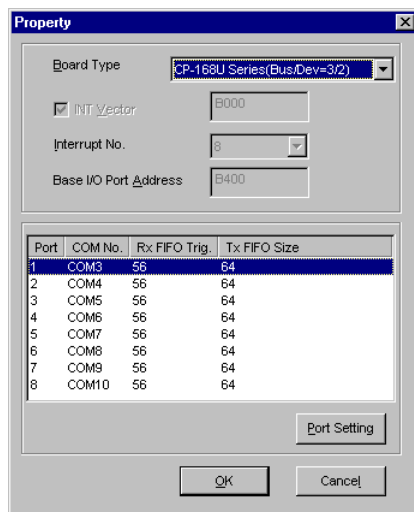 Property
Board Type CP-168U Series(Bus/Dev=3/2)
INT Vector B000
Interrupt No. 8
Base I/O Port Address B400
Port COM No. Rx FIFO Trig. Tx FIFO Size
1 COM3 56 64
2 COM4 56 64
3 COM5 56 64
4 COM6 56 64
5 COM7 56 64
6 COM8 56 64
7 COM9 56 64
8 COM10 56 64
Port Setting
OK Cancel